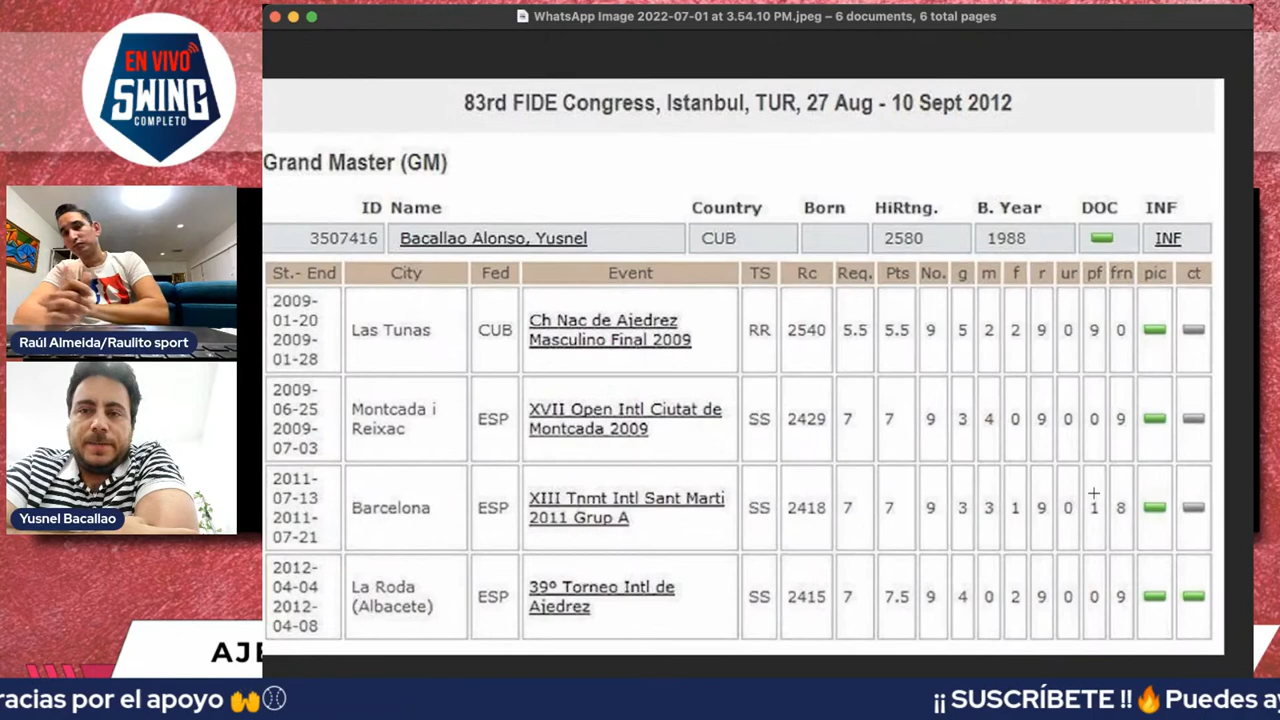 WhatsApp Image 2022-07-01 at 3.54.10 PM.jpeg – 6 documents, 6 total pages
EN VIVO
SWING
COMPLETO
83rd FIDE Congress, Istanbul, TUR, 27 Aug - 10 Sept 2012
Grand Master (GM)
ID Name Country Born HiRtng. B. Year DOC INF
3507416 Bacallao Alonso, Yusnel CUB 2580 1988 INF
St.- End City Fed Event TS Rc Req. Pts No. g m f r ur pf frn pic ct
2009-
01-20
2009-
01-28
Las Tunas CUB Ch Nac de Ajedrez
Masculino Final 2009
RR 2540 5.5 5.5 9 5 2 2 9 0 9 0
2009-
06-25
2009-
07-03
Montcada i
Reixac
ESP XVII Open Intl Ciutat de
Montcada 2009
SS 2429 7 7 9 3 4 0 9 0 0 9
2011-
07-13
2011-
07-21
Barcelona ESP XIII Tnmt Intl Sant Marti
2011 Grup A
SS 2418 7 7 9 3 3 1 9 0 1 8
2012-
04-04
2012-
04-08
La Roda
(Albacete)
ESP 39º Torneo Intl de
Ajedrez
SS 2415 7 7.5 9 4 0 2 9 0 0 9
Raúl Almeida/Raulito sport
Yusnel Bacallao
AJE
racias por el apoyo 🙌⚾ ¡¡ SUSCRÍBETE !!🔥Puedes ay